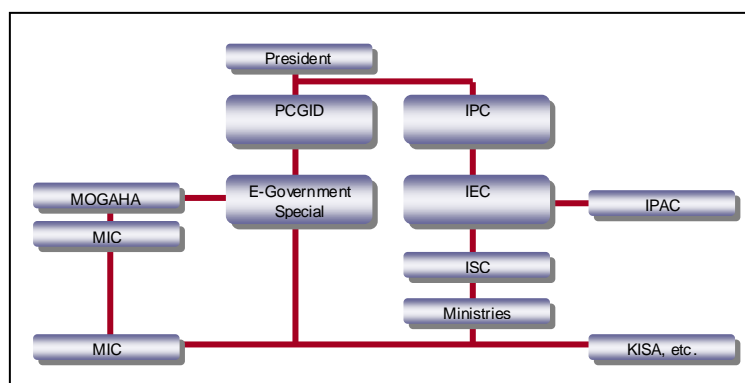 President
PCGID
IPC
E-Government
Special
IEC
MOGAHA
IPAC
MIC
ISC
Ministries
MIC
KISA, etc.